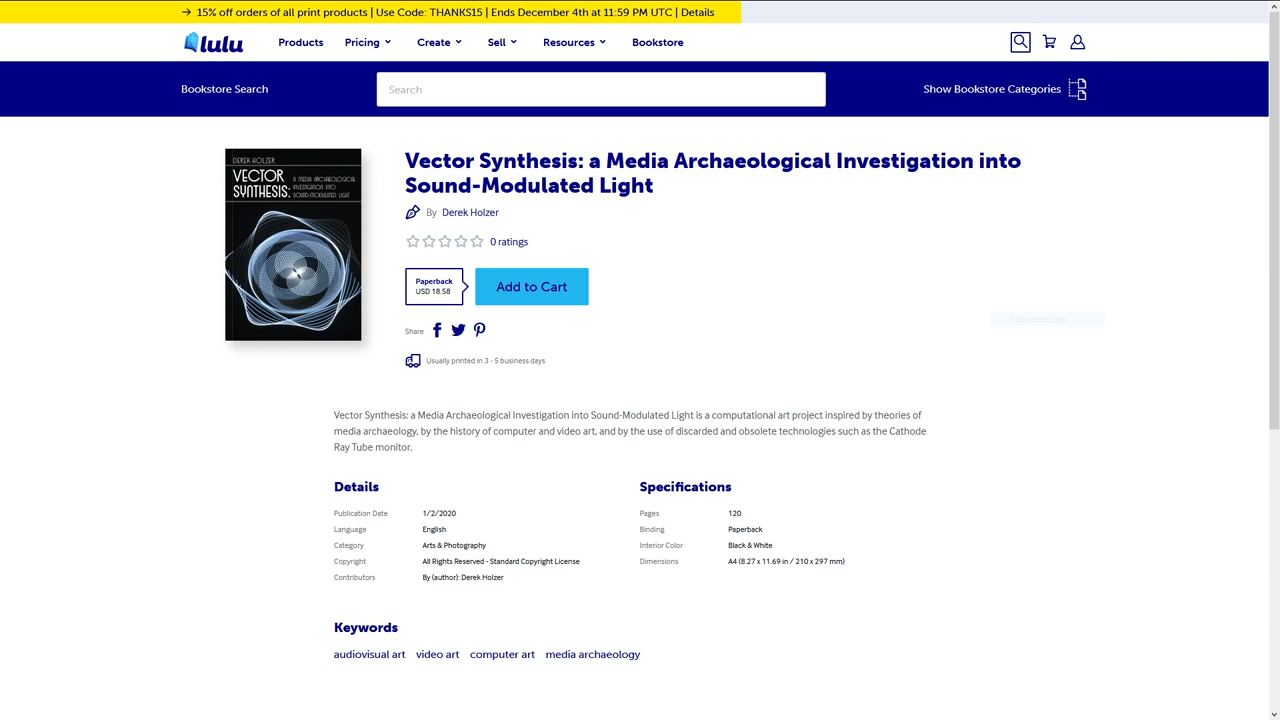 → 15% off orders of all print products | Use Code: THANKS15 | Ends December 4th at 11:59 PM UTC | Details
lulu Products Pricing Create Sell Resources Bookstore
Bookstore Search Search Show Bookstore Categories
DEREK HOLZER
VECTOR SYNTHESIS:
A MEDIA ARCHAEOLOGICAL INVESTIGATION INTO SOUND-MODULATED LIGHT
Vector Synthesis: a Media Archaeological Investigation into
Sound-Modulated Light
By Derek Holzer
0 ratings
Paperback
USD 18.58
Add to Cart
Share
Usually printed in 3 - 5 business days
Vector Synthesis: a Media Archaeological Investigation into Sound-Modulated Light is a computational art project inspired by theories of
media archaeology, by the history of computer and video art, and by the use of discarded and obsolete technologies such as the Cathode
Ray Tube monitor.
Details
Publication Date 1/2/2020
Language English
Category Arts & Photography
Copyright All Rights Reserved - Standard Copyright License
Contributors By (author): Derek Holzer
Specifications
Pages 120
Binding Paperback
Interior Color Black & White
Dimensions A4 (8.27 x 11.69 in / 210 x 297 mm)
Keywords
audiovisual art video art computer art media archaeology